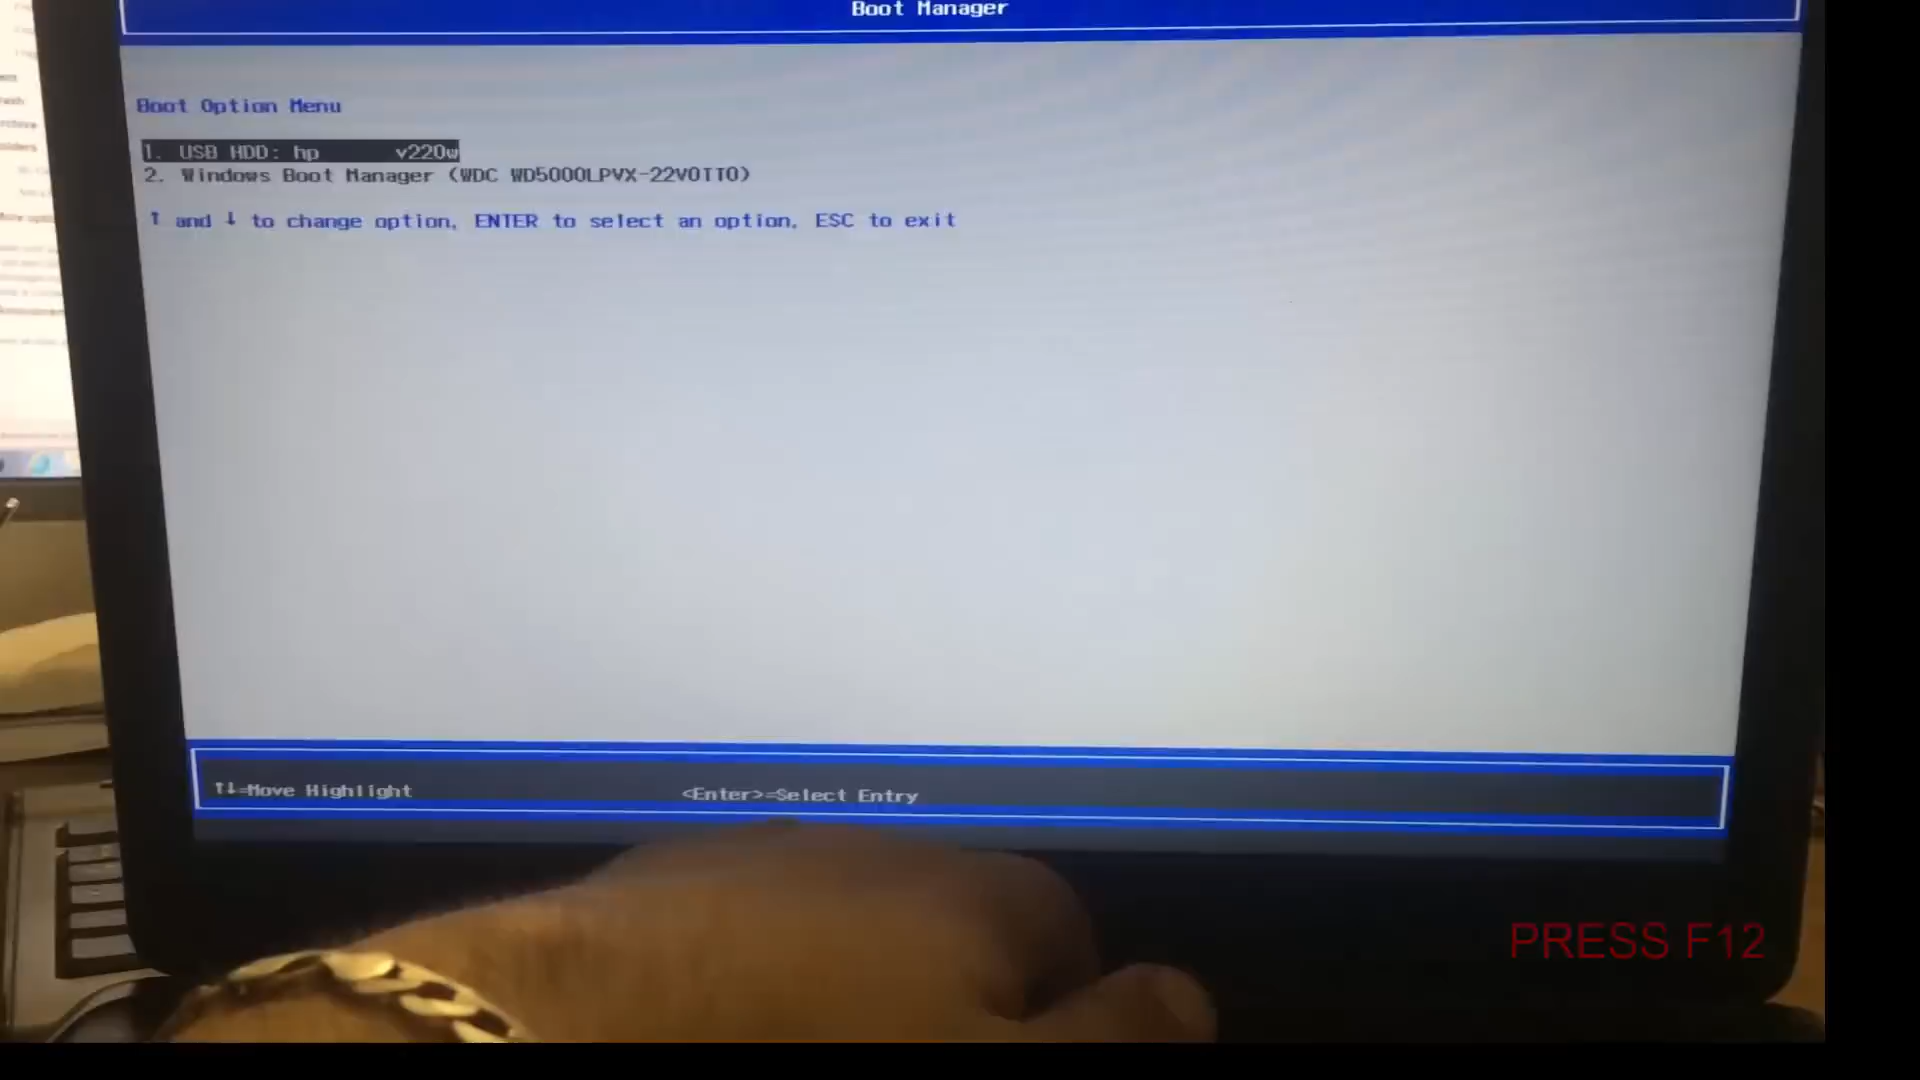 Boot Manager
Boot Option Menu
1. USB HDD: hp v220w
2. Windows Boot Manager (WDC WD5000LPVX-22V0TT0)
↑ and ↓ to change option, ENTER to select an option, ESC to exit
↑↓=Move Highlight <Enter>=Select Entry
PRESS F12